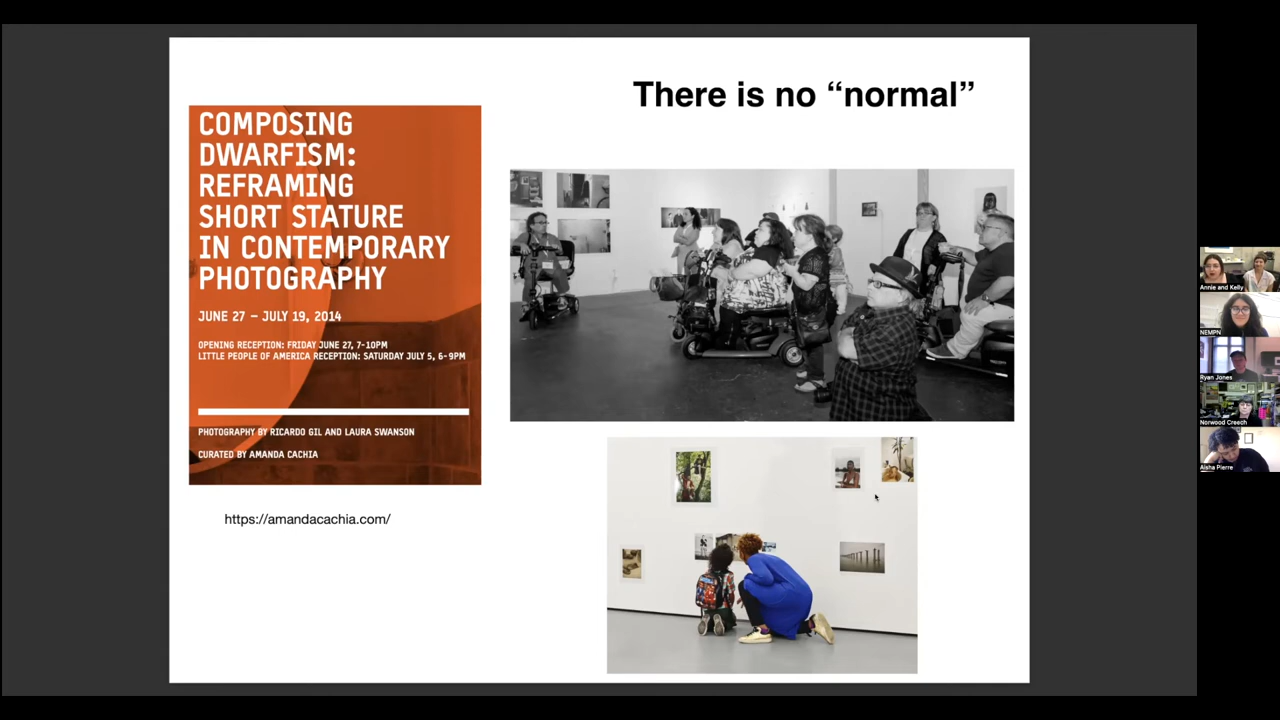 There is no “normal”
COMPOSING
DWARFISM:
REFRAMING
SHORT STATURE
IN CONTEMPORARY
PHOTOGRAPHY
JUNE 27 – JULY 19, 2014
OPENING RECEPTION: FRIDAY JUNE 27, 7-10PM
LITTLE PEOPLE OF AMERICA RECEPTION: SATURDAY JULY 5, 6-9PM
PHOTOGRAPHY BY RICARDO GIL AND LAURA SWANSON
CURATED BY AMANDA CACHIA
https://amandacachia.com/
Annie and Kelly
NEMPN
Ryan Jones
Norwood Creech
Aisha Pierre